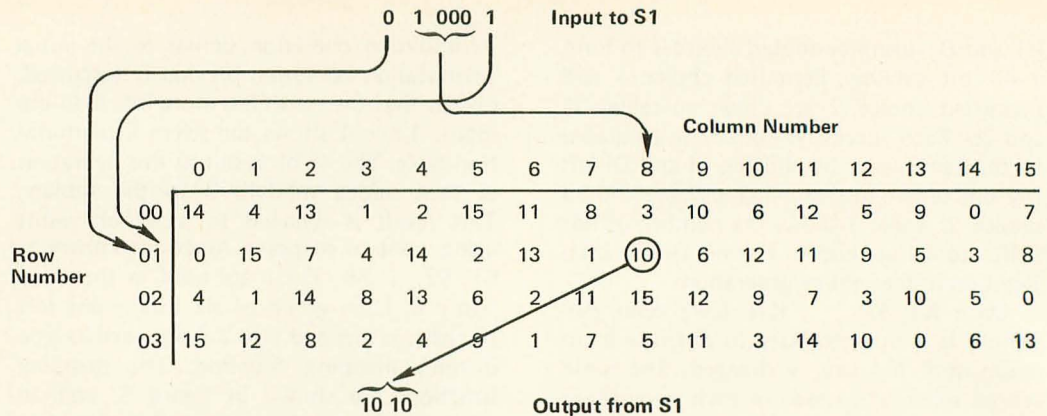 0 1 000 1 Input to S1
Column Number
0 1 2 3 4 5 6 7 8 9 10 11 12 13 14 15
00 14 4 13 1 2 15 11 8 3 10 6 12 5 9 0 7
Row
Number
01 0 15 7 4 14 2 13 1 10 6 12 11 9 5 3 8
02 4 1 14 8 13 6 2 11 15 12 9 7 3 10 5 0
03 15 12 8 2 4 9 1 7 5 11 3 14 10 0 6 13
10 10 Output from S1